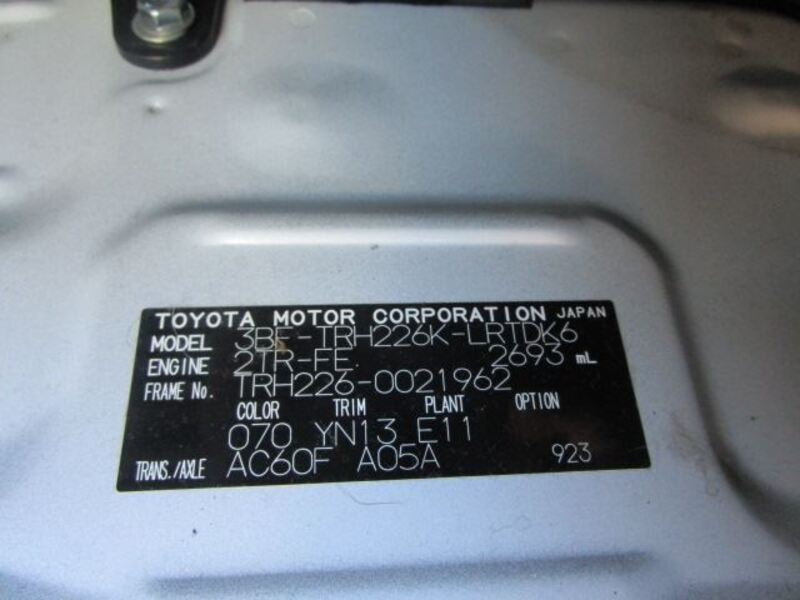 TOYOTA MOTOR CORPORATION JAPAN
MODEL 3BF-TRH226K-LRTDK6
ENGINE 2TR-FE 2693 mL
FRAME No. TRH226-0021962
COLOR TRIM PLANT OPTION
070 YN13 E11
TRANS./AXLE AC60F A05A 923